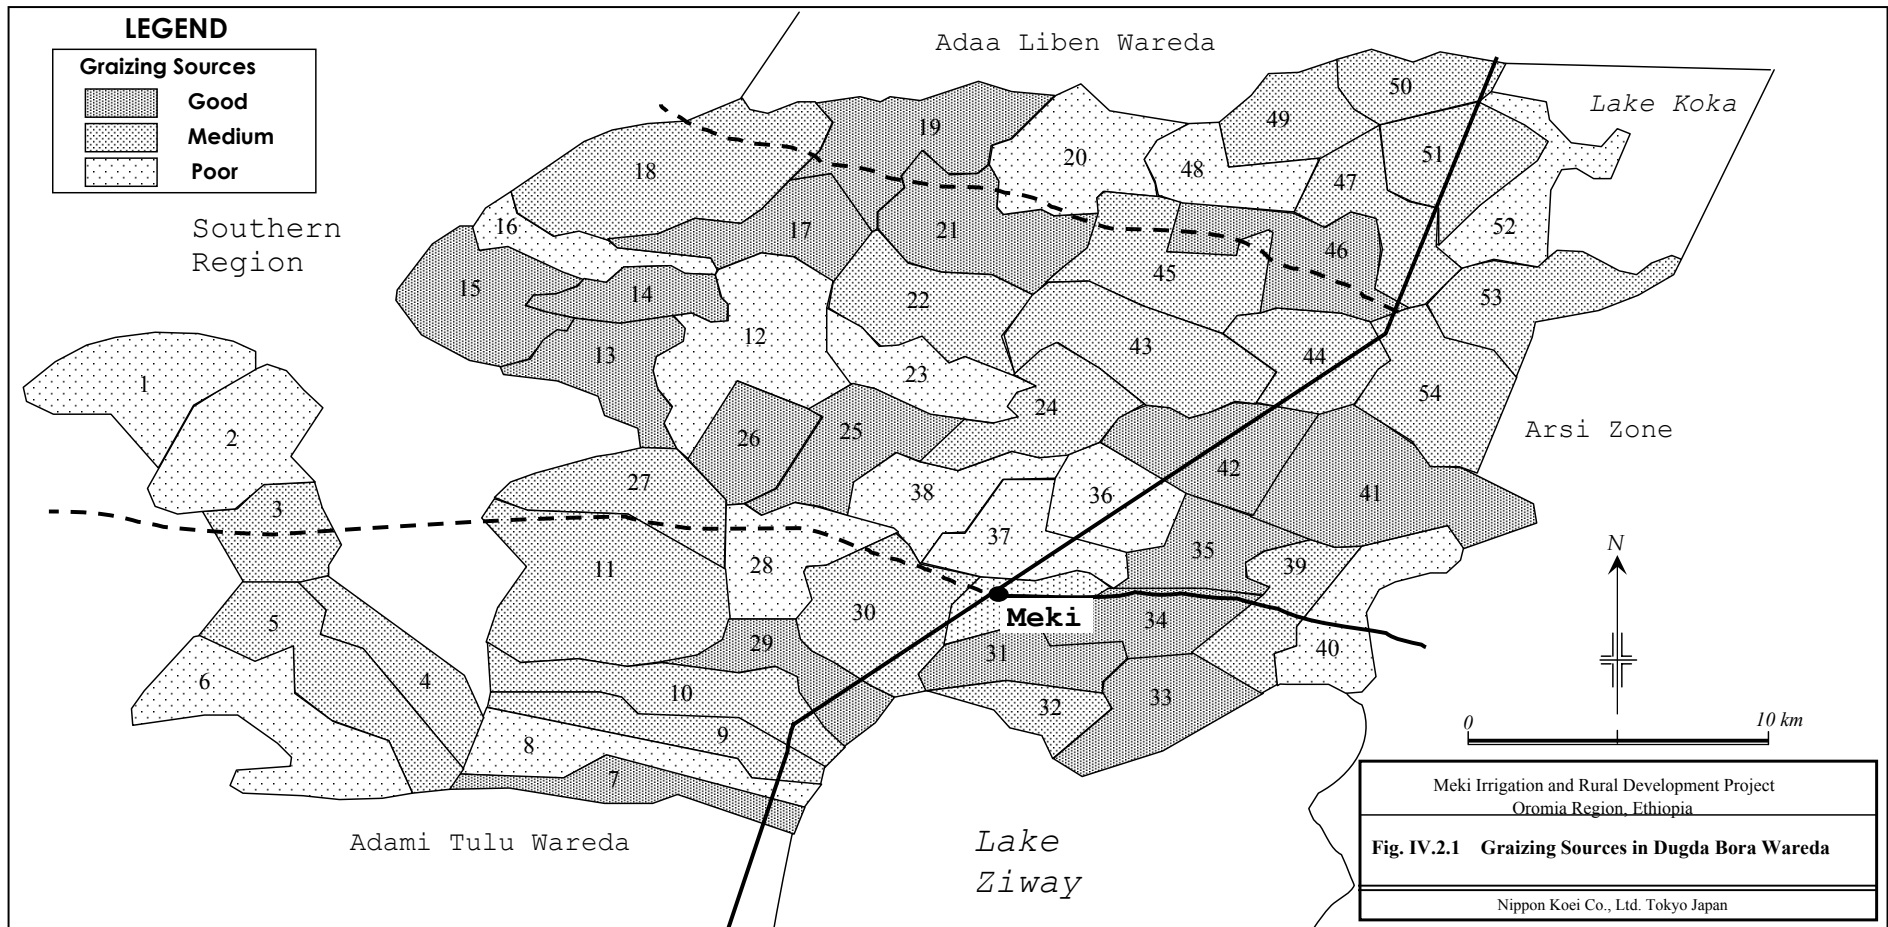 LEGEND
Graizing Sources
Good
Medium
Poor
Adaa Liben Wareda
Lake Koka
Southern
Region
Arsi Zone
Adami Tulu Wareda
Lake
Ziway
Meki
1
2
3
4
5
6
7
8
9
10
11
12
13
14
15
16
17
18
19
20
21
22
23
24
25
26
27
28
29
30
31
32
33
34
35
36
37
38
39
40
41
42
43
44
45
46
47
48
49
50
51
52
53
54
N
0 10 km
Meki Irrigation and Rural Development Project
Oromia Region, Ethiopia
Fig. IV.2.1 Graizing Sources in Dugda Bora Wareda
Nippon Koei Co., Ltd. Tokyo Japan